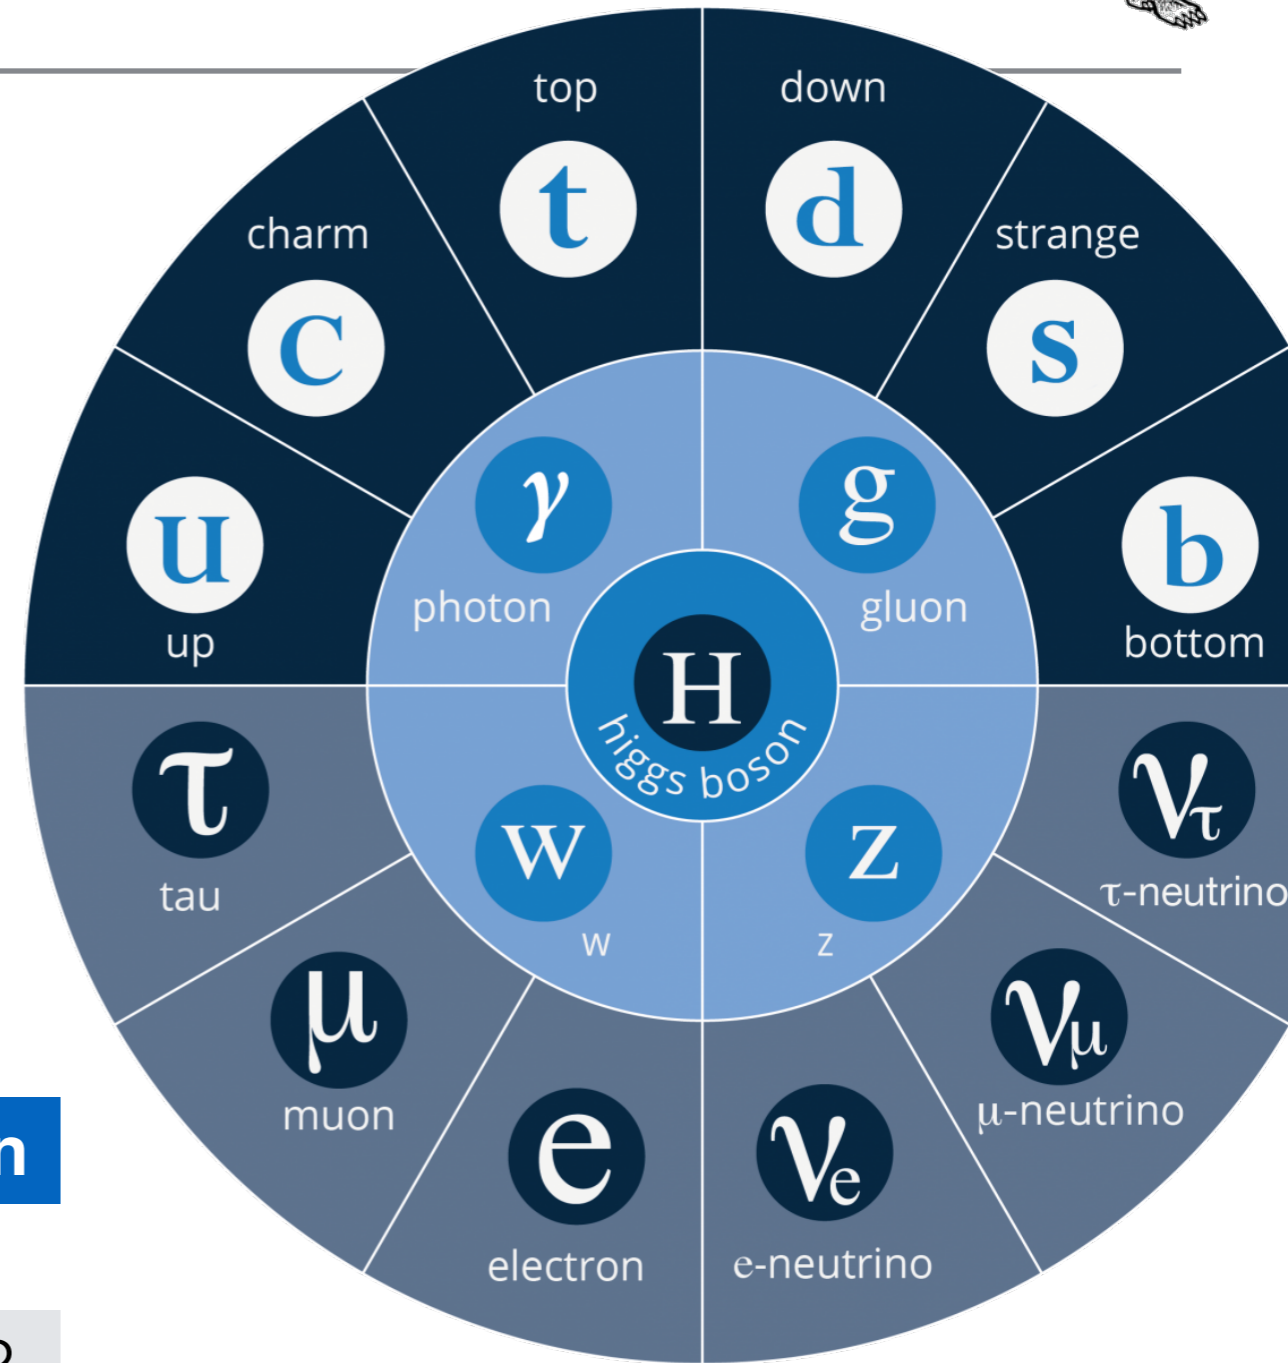 top
t
down
d
charm
c
strange
s
u
up
b
bottom
γ
photon
g
gluon
H
higgs boson
w
w
z
z
τ
tau
ντ
τ-neutrino
μ
muon
νμ
μ-neutrino
e
electron
νe
e-neutrino
n